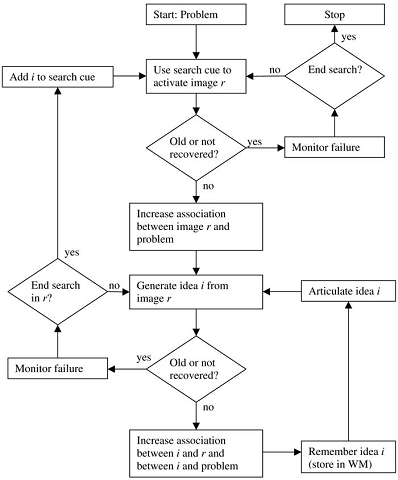 Start: Problem
Stop
yes
Add i to search cue
Use search cue to
activate image r
no
End search?
Old or not
recovered?
yes
Monitor failure
no
Increase association
between image r and
problem
yes
End search
in r?
no
Generate idea i from
image r
Articulate idea i
Monitor failure
yes
Old or not
recovered?
no
Increase association
between i and r and
between i and problem
Remember idea i
(store in WM)